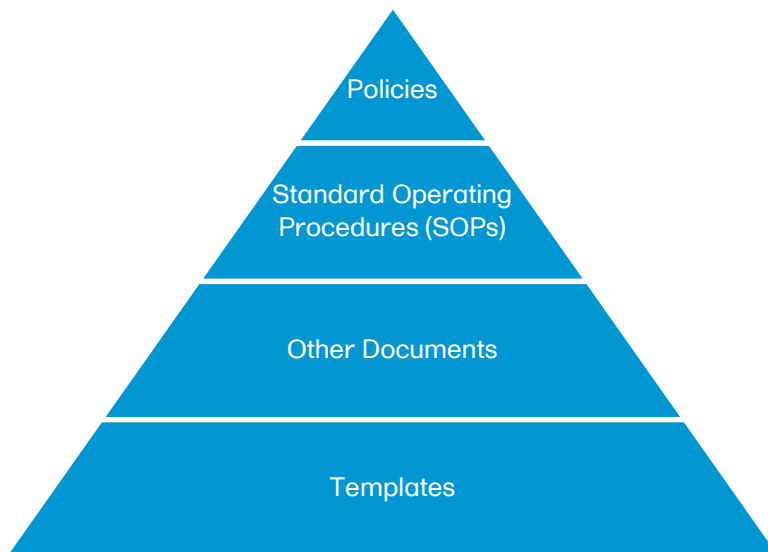 Policies
Standard Operating
Procedures (SOPs)
Other Documents
Templates